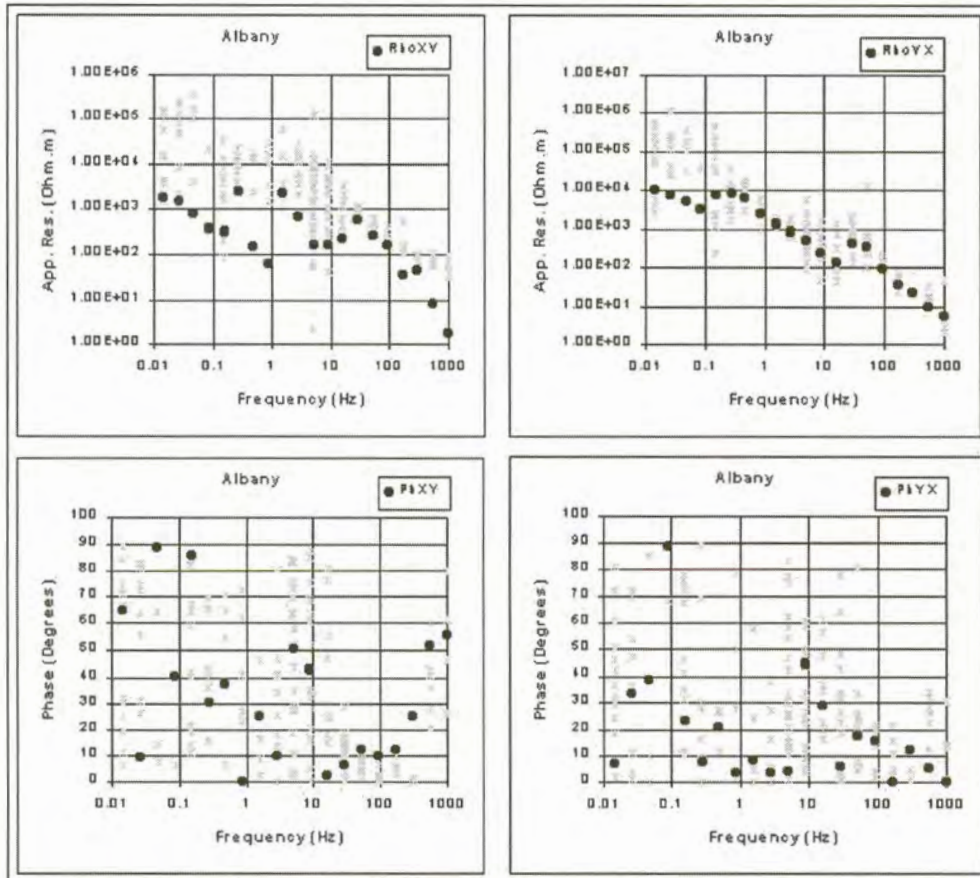 Albany
RhoXY
App. Res. (Ohm.m)
1.00E+06
1.00E+05
1.00E+04
1.00E+03
1.00E+02
1.00E+01
1.00E+00
0.01 0.1 1 10 100 1000
Frequency (Hz)
Albany
RhoYX
App. Res. (Ohm.m)
1.00E+07
1.00E+06
1.00E+05
1.00E+04
1.00E+03
1.00E+02
1.00E+01
1.00E+00
0.01 0.1 1 10 100 1000
Frequency (Hz)
Albany
PhXY
Phase (Degrees)
100
90
80
70
60
50
40
30
20
10
0
0.01 0.1 1 10 100 1000
Frequency (Hz)
Albany
PhYX
Phase (Degrees)
100
90
80
70
60
50
40
30
20
10
0
0.01 0.1 1 10 100 1000
Frequency (Hz)